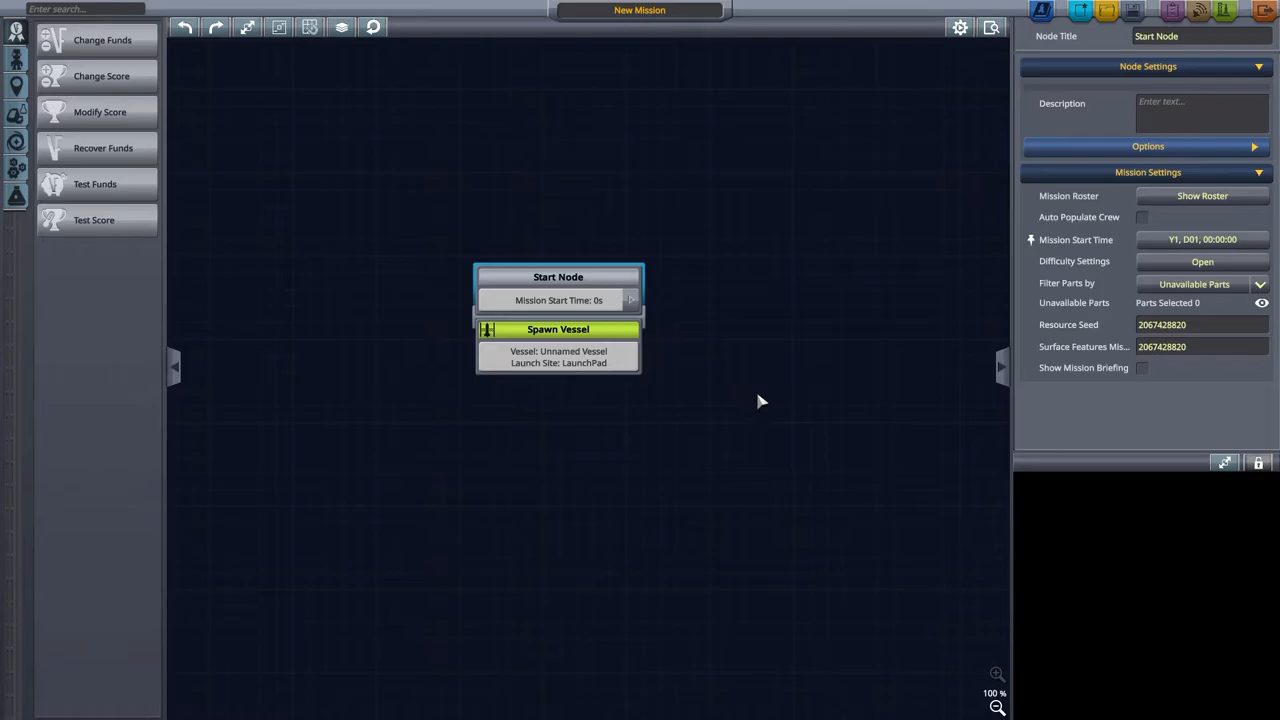 Enter search...
New Mission
Change Funds
Change Score
Modify Score
Recover Funds
Test Funds
Test Score
Start Node
Mission Start Time: 0s
Spawn Vessel
Vessel: Unnamed Vessel
Launch Site: LaunchPad
100 %
Node Title
Start Node
Node Settings
Description
Enter text...
Options
Mission Settings
Mission Roster
Show Roster
Auto Populate Crew
Mission Start Time
Y1, D01, 00:00:00
Difficulty Settings
Open
Filter Parts by
Unavailable Parts
Unavailable Parts
Parts Selected 0
Resource Seed
2067428820
Surface Features Mis...
2067428820
Show Mission Briefing